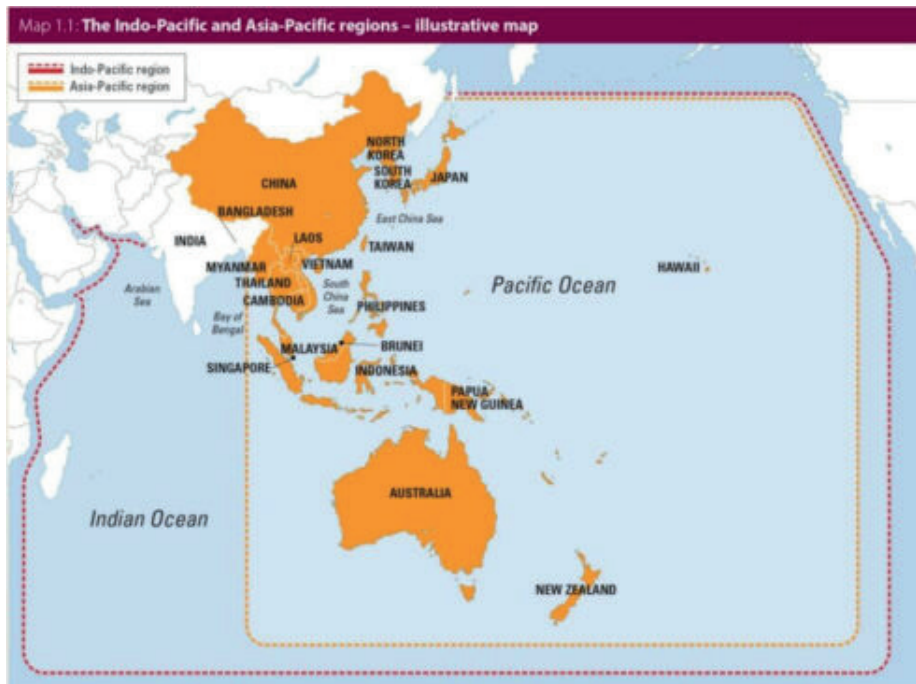 Map 1.1: The Indo-Pacific and Asia-Pacific regions – illustrative map
Indo-Pacific region
Asia-Pacific region
NORTH
KOREA
SOUTH
KOREA
JAPAN
CHINA
BANGLADESH
East China Sea
INDIA
LAOS
TAIWAN
MYANMAR
VIETNAM
THAILAND
HAWAII
Arabian
Sea
CAMBODIA
South
China
Sea
Pacific Ocean
PHILIPPINES
Bay of
Bengal
MALAYSIA
BRUNEI
SINGAPORE
INDONESIA
PAPUA
NEW GUINEA
AUSTRALIA
Indian Ocean
NEW ZEALAND